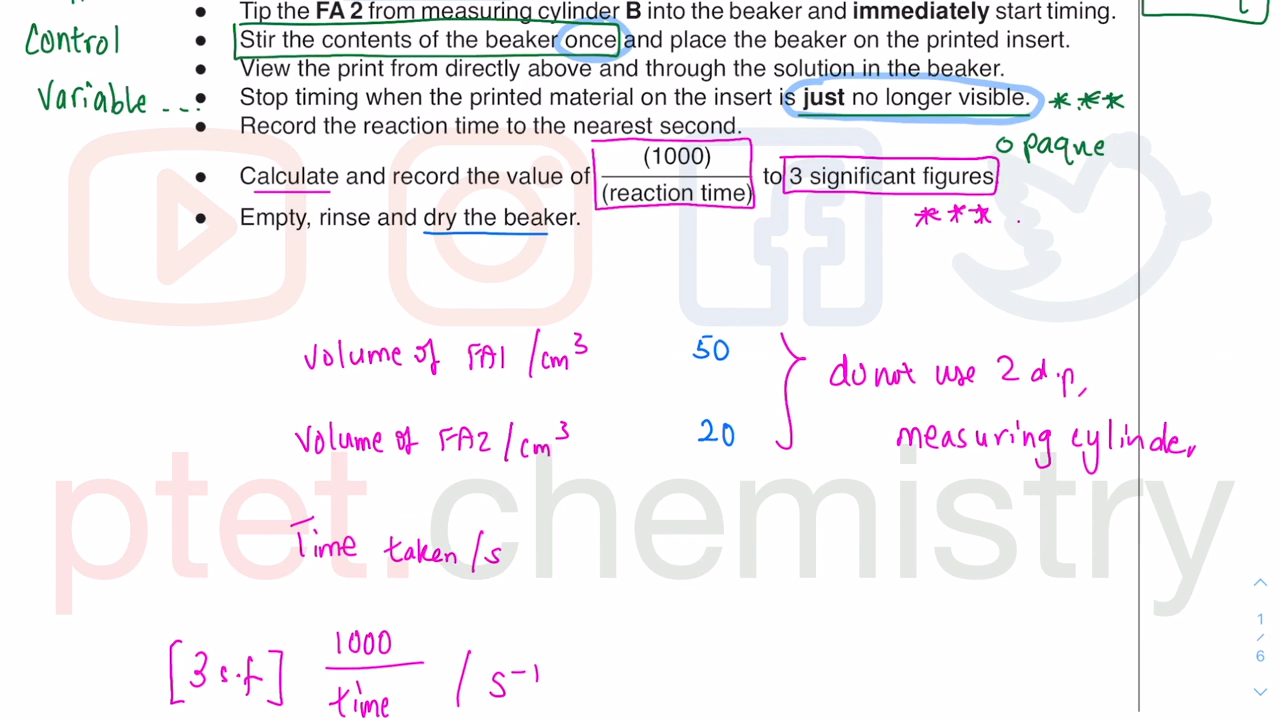 Tip the FA 2 from measuring cylinder B into the beaker and immediately start timing.
Control
Stir the contents of the beaker once and place the beaker on the printed insert.
View the print from directly above and through the solution in the beaker.
Variable ...
Stop timing when the printed material on the insert is just no longer visible. ***
Record the reaction time to the nearest second.
opaque
Calculate and record the value of (1000) / (reaction time) to 3 significant figures
*** .
Empty, rinse and dry the beaker.
Volume of FA1 /cm³ 50
do not use 2 d.p,
Volume of FA2 /cm³ 20
measuring cylinder,
ptet.chemistry
Time taken /s
[3 s.f] 1000 / time / s⁻¹
1
/
6